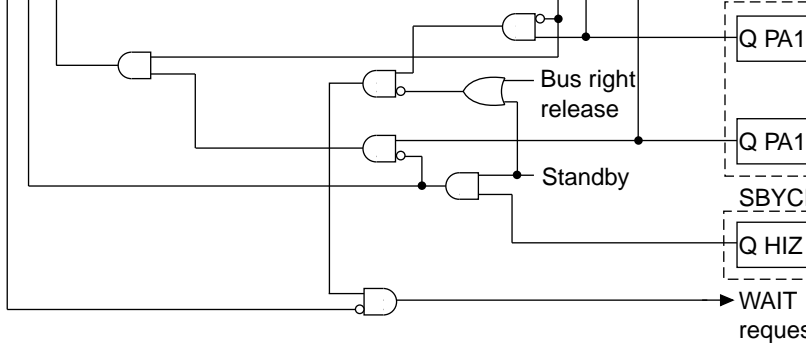 Q PA1
Bus right
release
Q PA1
Standby
SBYC
Q HIZ
WAIT
reques